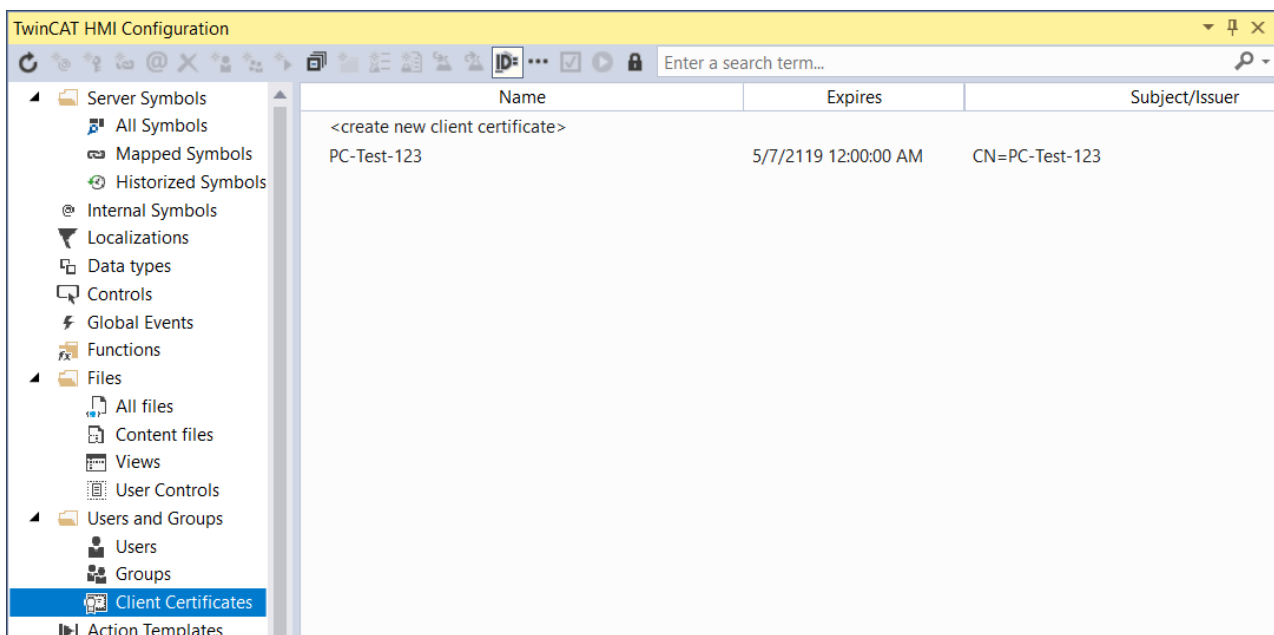 TwinCAT HMI Configuration
ID: Enter a search term...
Server Symbols
All Symbols
Mapped Symbols
Historized Symbols
Internal Symbols
Localizations
Data types
Controls
Global Events
Functions
Files
All files
Content files
Views
User Controls
Users and Groups
Users
Groups
Client Certificates
Action Templates
Name Expires Subject/Issuer
<create new client certificate>
PC-Test-123 5/7/2119 12:00:00 AM CN=PC-Test-123